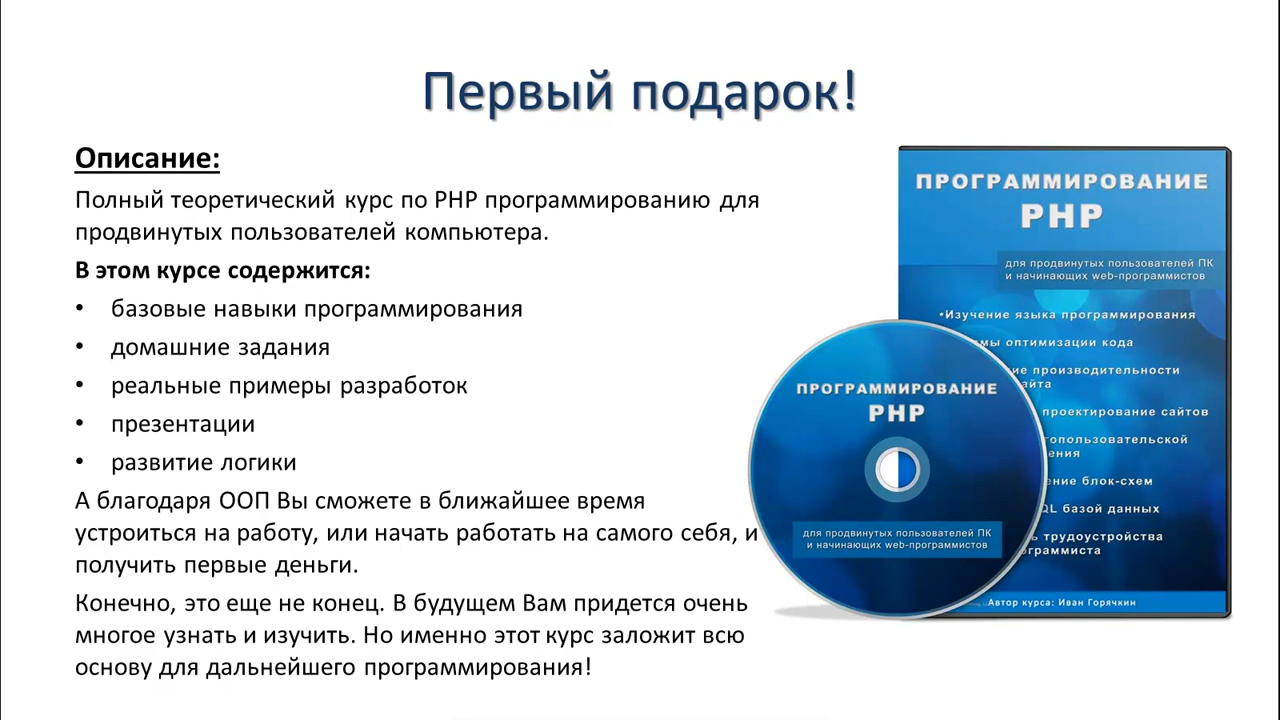 Первый подарок!
Описание:
Полный теоретический курс по PHP программированию для
продвинутых пользователей компьютера.
В этом курсе содержится:
• базовые навыки программирования
• домашние задания
• реальные примеры разработок
• презентации
• развитие логики
А благодаря ООП Вы сможете в ближайшее время
устроиться на работу, или начать работать на самого себя, и
получить первые деньги.
Конечно, это еще не конец. В будущем Вам придется очень
многое узнать и изучить. Но именно этот курс заложит всю
основу для дальнейшего программирования!
ПРОГРАММИРОВАНИЕ
PHP
для продвинутых пользователей ПК
и начинающих web-программистов
•Изучение языка программирования
оптимизации кода
производительности
проектирование сайтов
блок-схем
базой данных
трудоустройства
Автор курса: Иван Горячкин
ПРОГРАММИРОВАНИЕ
PHP
для продвинутых пользователей ПК
и начинающих web-программистов